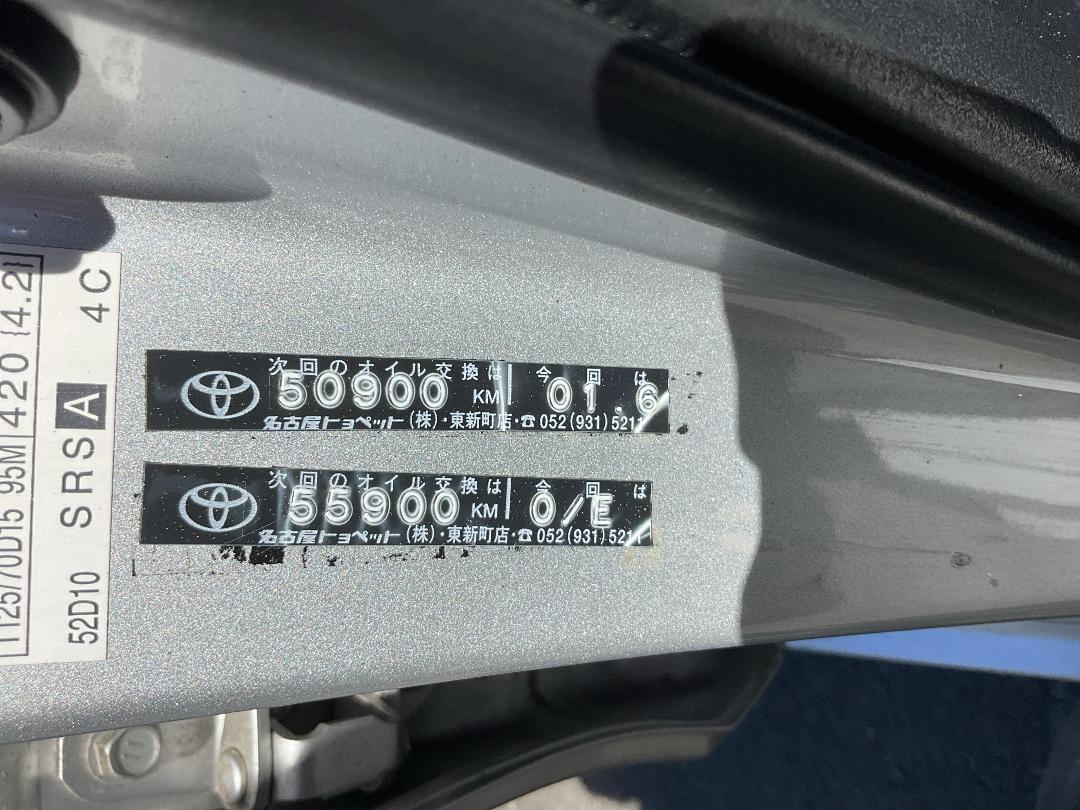 次回のオイル交換は 今回は
50900 KM 01.6
名古屋トヨペット(株)・東新町店・☎052(931)5211
次回のオイル交換は 今回は
55900 KM O/E
名古屋トヨペット(株)・東新町店・☎052(931)5211
T125/70D15 95M 420 {4.2}
52D10 SRS A 4C